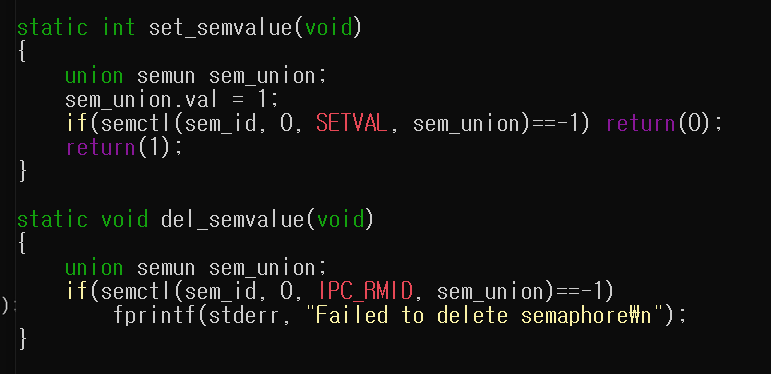 static int set_semvalue(void)
{
    union semun sem_union;
    sem_union.val = 1;
    if(semctl(sem_id, 0, SETVAL, sem_union)==-1) return(0);
    return(1);
}

static void del_semvalue(void)
{
    union semun sem_union;
    if(semctl(sem_id, 0, IPC_RMID, sem_union)==-1)
);
        fprintf(stderr, "Failed to delete semaphore₩n");
}